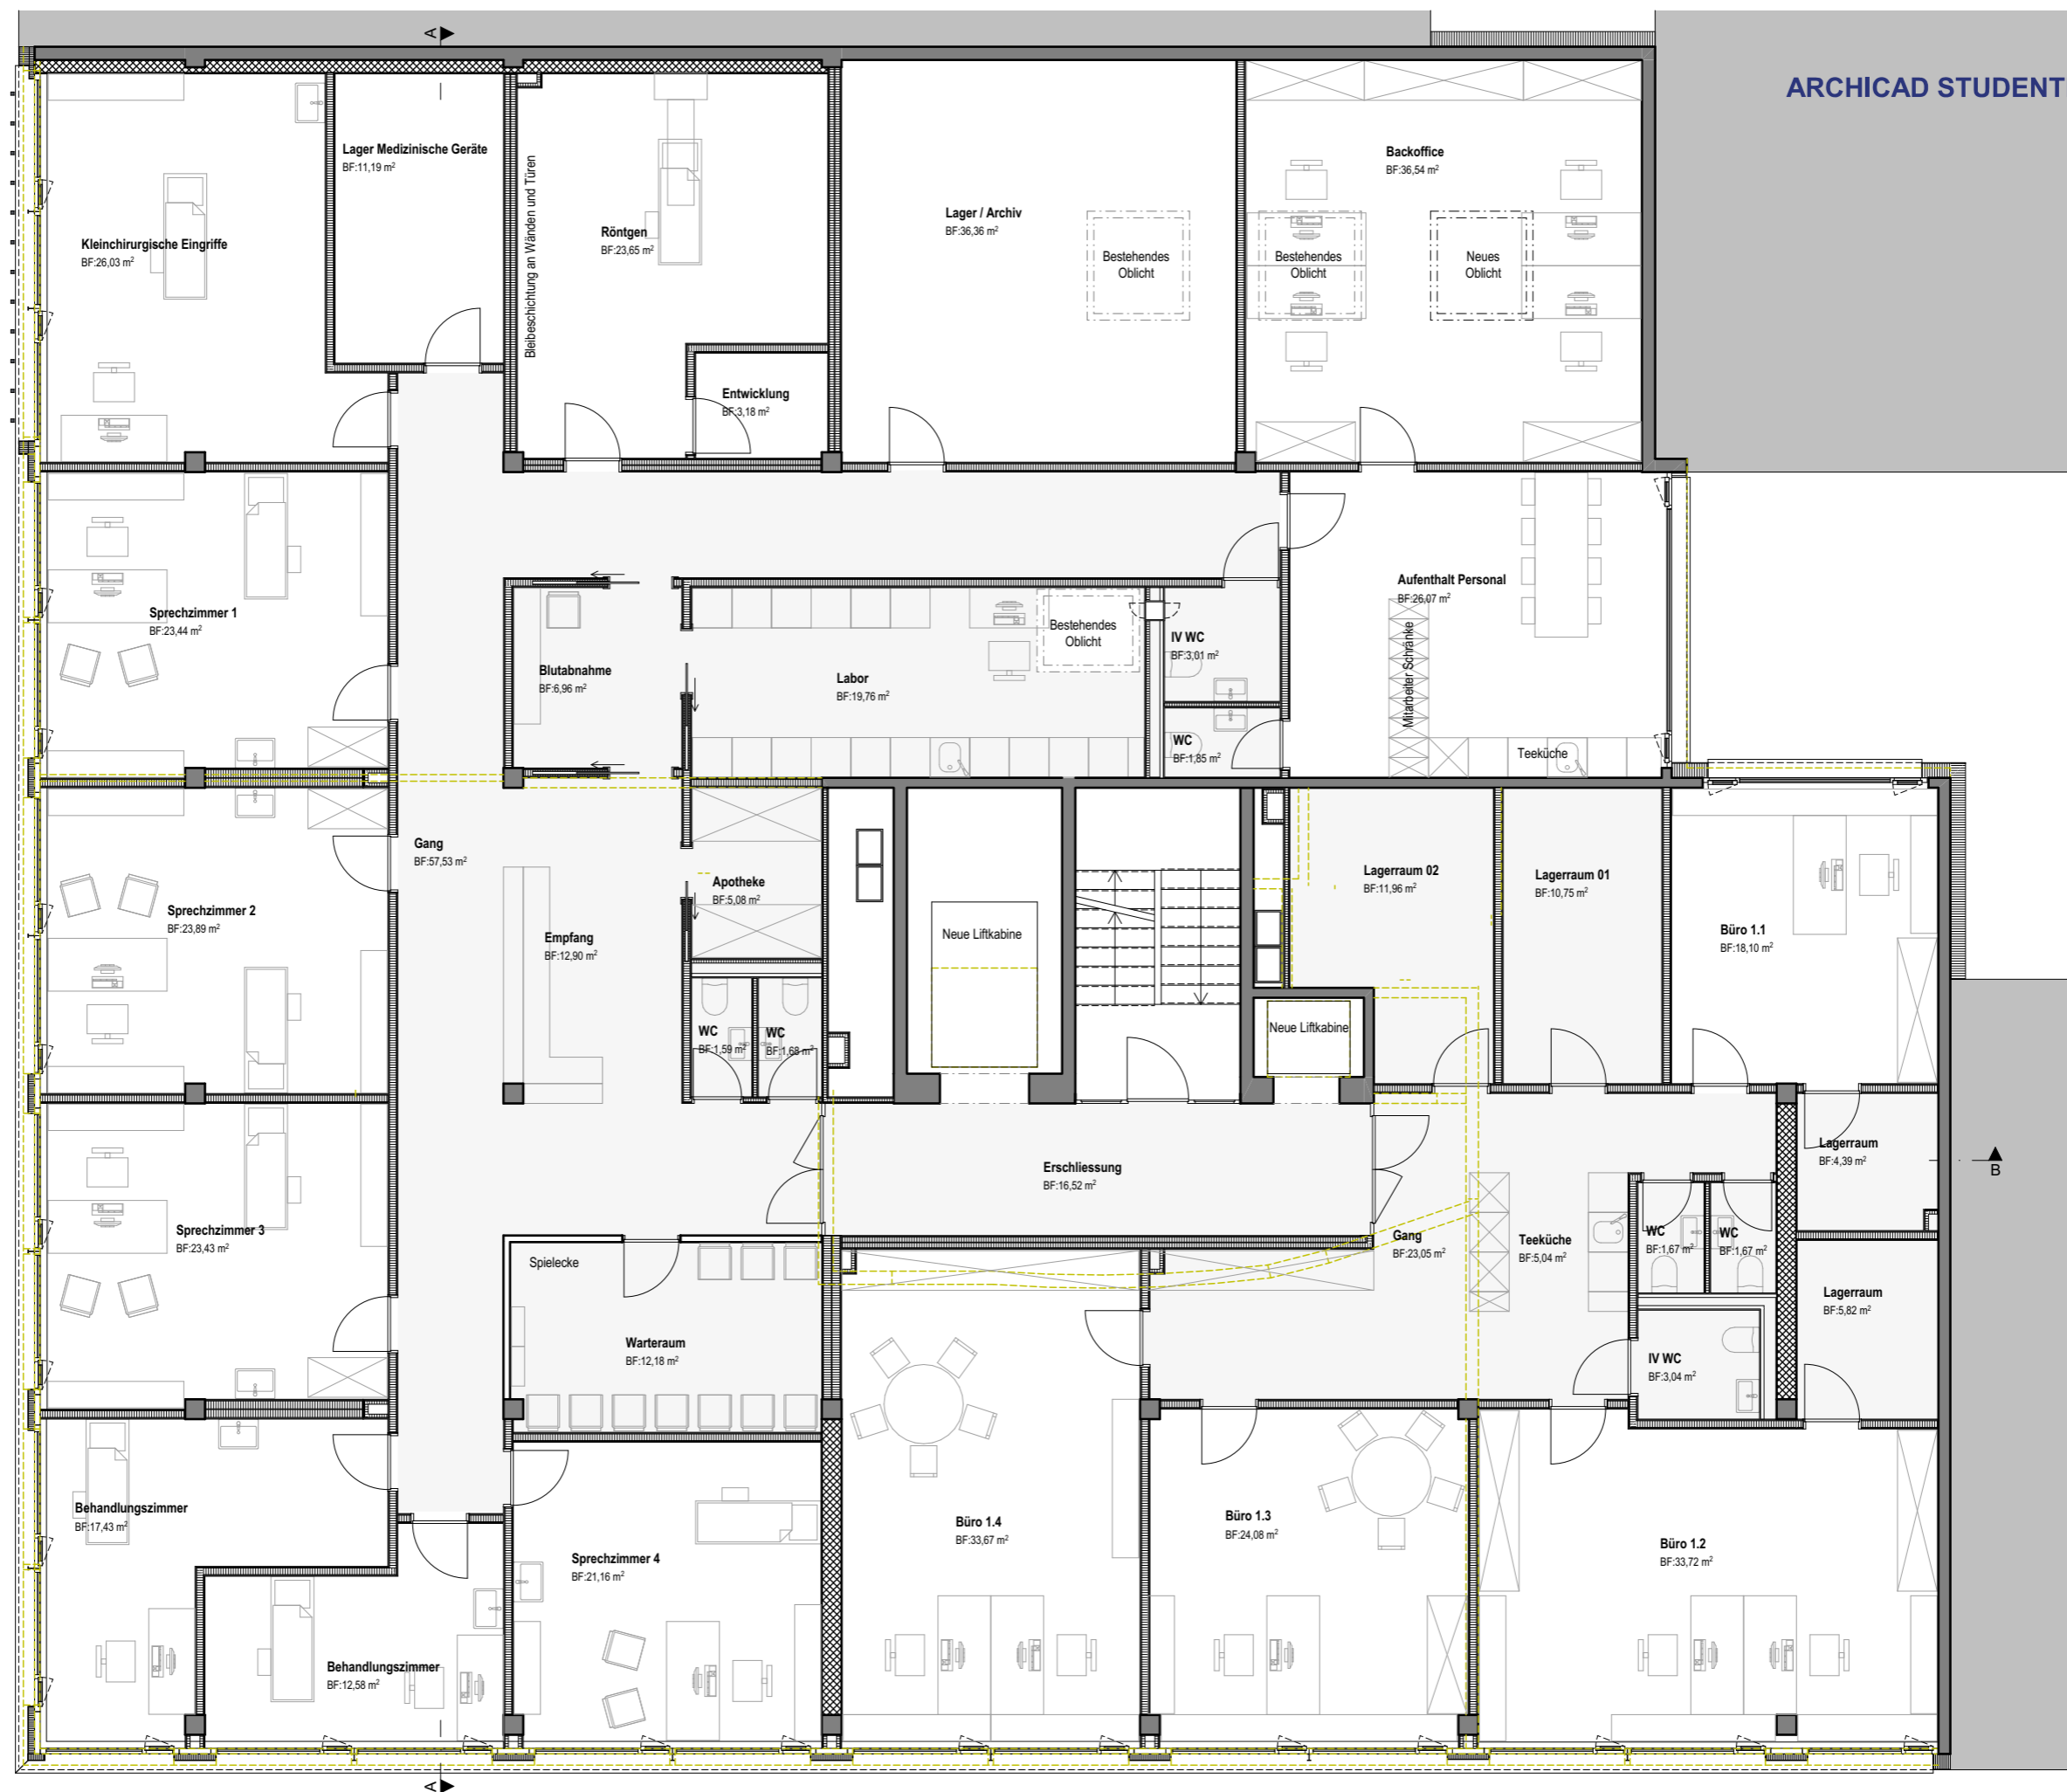 A
ARCHICAD STUDENT
Lager Medizinische Geräte
BF:11,19 m²
Bleibeschichtung an Wänden und Türen
Röntgen
BF:23,65 m²
Lager / Archiv
BF:36,36 m²
Bestehendes
Oblicht
Backoffice
BF:36,54 m²
Bestehendes
Oblicht
Neues
Oblicht
Kleinchirurgische Eingriffe
BF:26,03 m²
Entwicklung
BF:3,18 m²
Sprechzimmer 1
BF:23,44 m²
Blutabnahme
BF:6,96 m²
Labor
BF:19,76 m²
Bestehendes
Oblicht
IV WC
BF:3,01 m²
WC
BF:1,85 m²
Aufenthalt Personal
BF:26,07 m²
Mitarbeiter Schränke
Teeküche
Gang
BF:57,53 m²
Sprechzimmer 2
BF:23,89 m²
Empfang
BF:12,90 m²
Apotheke
BF:5,08 m²
WC
BF:1,59 m²
WC
BF:1,68 m²
Neue Liftkabine
Neue Liftkabine
Lagerraum 02
BF:11,96 m²
Lagerraum 01
BF:10,75 m²
Büro 1.1
BF:18,10 m²
Lagerraum
BF:4,39 m²
B
Erschliessung
BF:16,52 m²
Sprechzimmer 3
BF:23,43 m²
Spielecke
Warteraum
BF:12,18 m²
Gang
BF:23,05 m²
Teeküche
BF:5,04 m²
WC
BF:1,67 m²
WC
BF:1,67 m²
Lagerraum
BF:5,82 m²
IV WC
BF:3,04 m²
Behandlungszimmer
BF:17,43 m²
Sprechzimmer 4
BF:21,16 m²
Büro 1.4
BF:33,67 m²
Büro 1.3
BF:24,08 m²
Büro 1.2
BF:33,72 m²
Behandlungszimmer
BF:12,58 m²
A